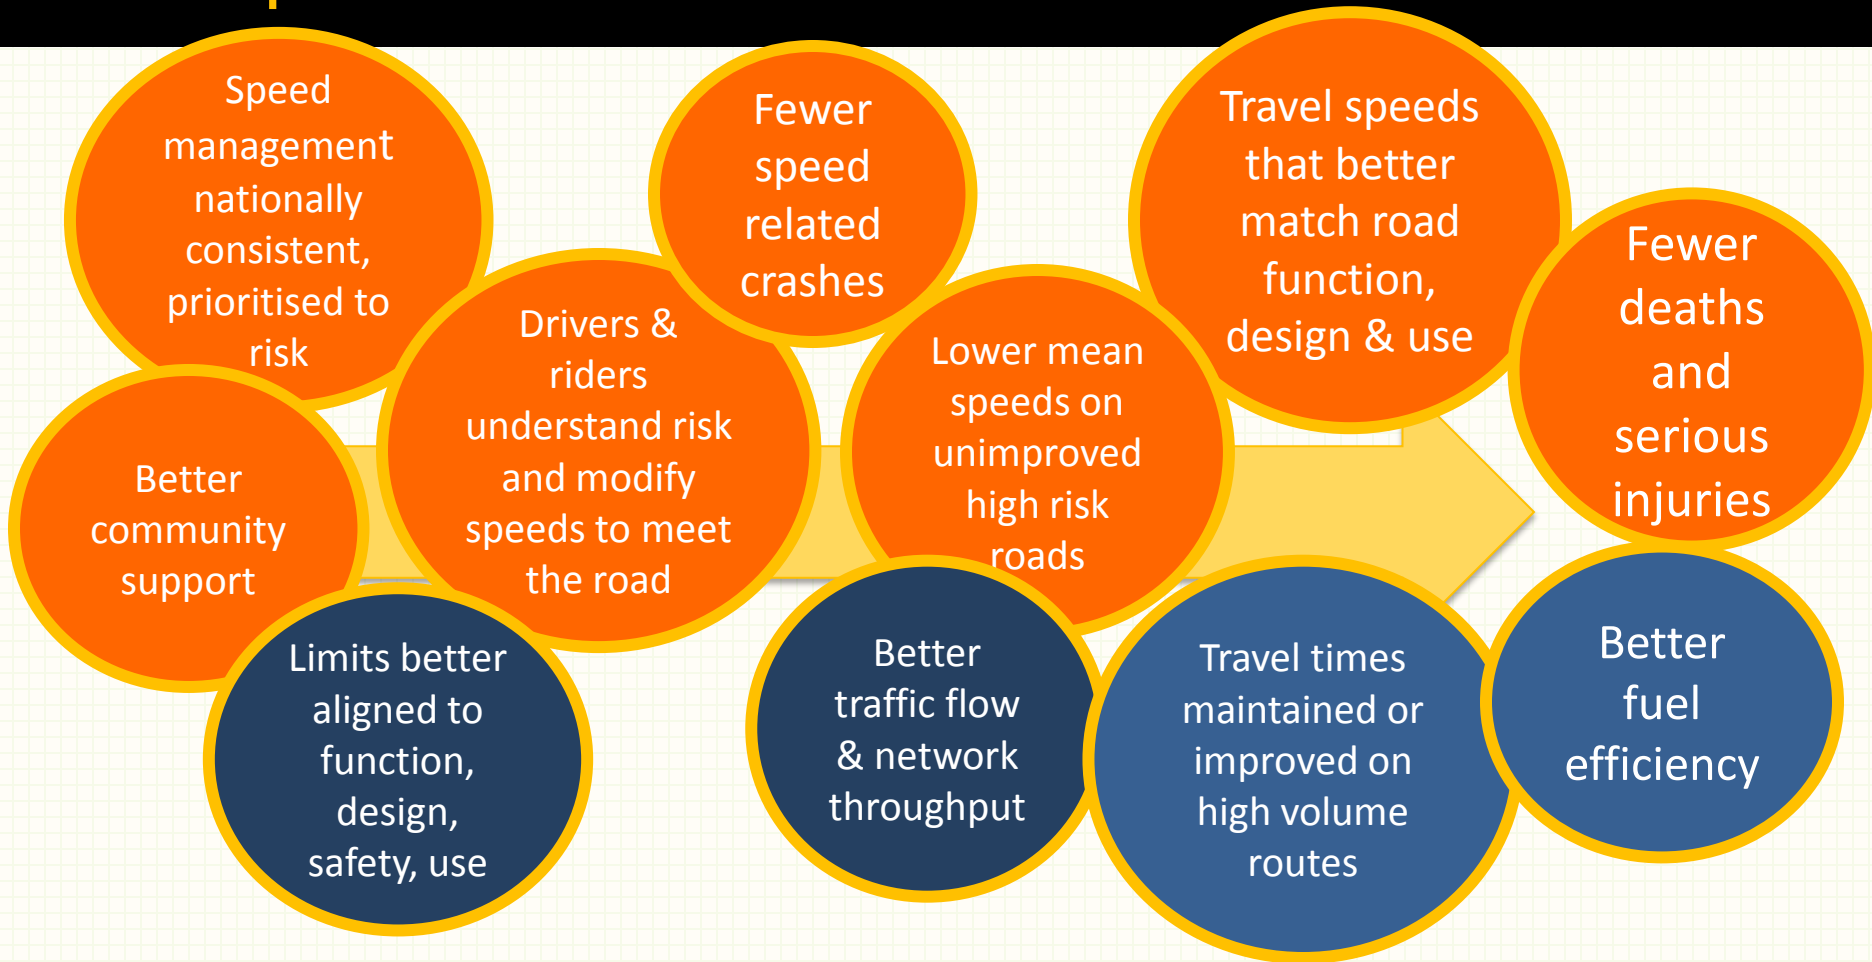 Speed
management
nationally
consistent,
prioritised to
risk
Better
community
support
Limits better
aligned to
function,
design,
safety, use
Drivers &
riders
understand risk
and modify
speeds to meet
the road
Fewer
speed
related
crashes
Lower mean
speeds on
unimproved
high risk
roads
Better
traffic flow
& network
throughput
Travel speeds
that better
match road
function,
design & use
Travel times
maintained or
improved on
high volume
routes
Fewer
deaths
and
serious
injuries
Better
fuel
efficiency